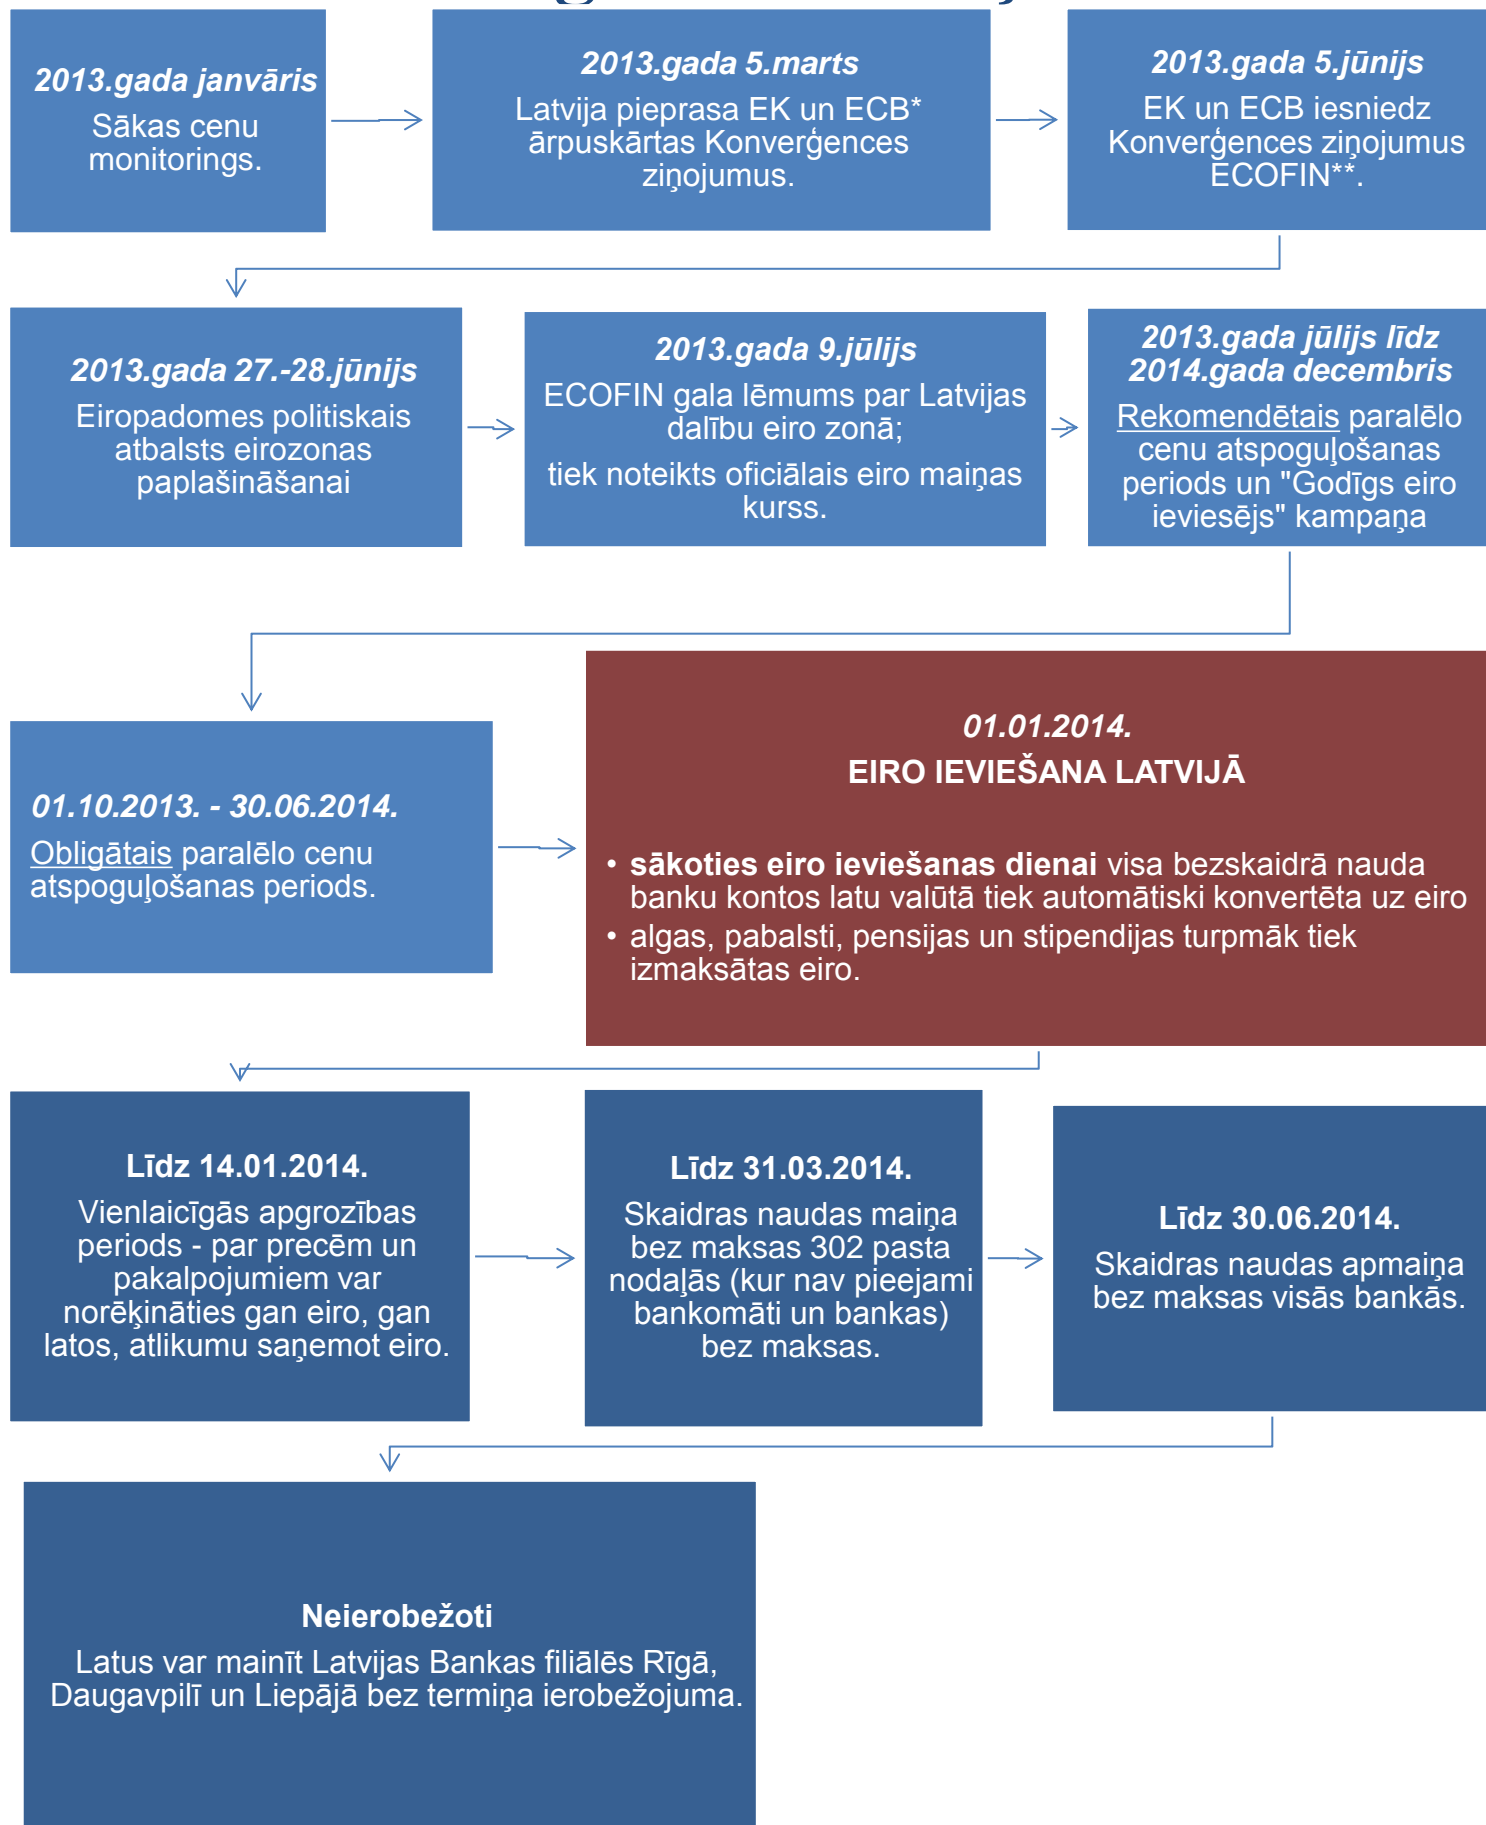 2013.gada janvāris
Sākas cenu
monitorings.
2013.gada 5.marts
Latvija pieprasa EK un ECB*
ārpuskārtas Konverģences
ziņojumus.
2013.gada 5.jūnijs
EK un ECB iesniedz
Konverģences ziņojumus
ECOFIN**.
2013.gada 27.-28.jūnijs
Eiropadomes politiskais
atbalsts eirozonas
paplašināšanai
2013.gada 9.jūlijs
ECOFIN gala lēmums par Latvijas
dalību eiro zonā;
tiek noteikts oficiālais eiro maiņas
kurss.
2013.gada jūlijs līdz
2014.gada decembris
Rekomendētais paralēlo
cenu atspoguļošanas
periods un "Godīgs eiro
ieviesējs" kampaņa
01.10.2013. - 30.06.2014.
Obligātais paralēlo cenu
atspoguļošanas periods.
01.01.2014.
EIRO IEVIEŠANA LATVIJĀ
• sākoties eiro ieviešanas dienai visa bezskaidrā nauda
banku kontos latu valūtā tiek automātiski konvertēta uz eiro
• algas, pabalsti, pensijas un stipendijas turpmāk tiek
izmaksātas eiro.
Līdz 14.01.2014.
Vienlaicīgās apgrozības
periods - par precēm un
pakalpojumiem var
norēķināties gan eiro, gan
latos, atlikumu saņemot eiro.
Līdz 31.03.2014.
Skaidras naudas maiņa
bez maksas 302 pasta
nodaļās (kur nav pieejami
bankomāti un bankas)
bez maksas.
Līdz 30.06.2014.
Skaidras naudas apmaiņa
bez maksas visās bankās.
Neierobežoti
Latus var mainīt Latvijas Bankas filiālēs Rīgā,
Daugavpilī un Liepājā bez termiņa ierobežojuma.